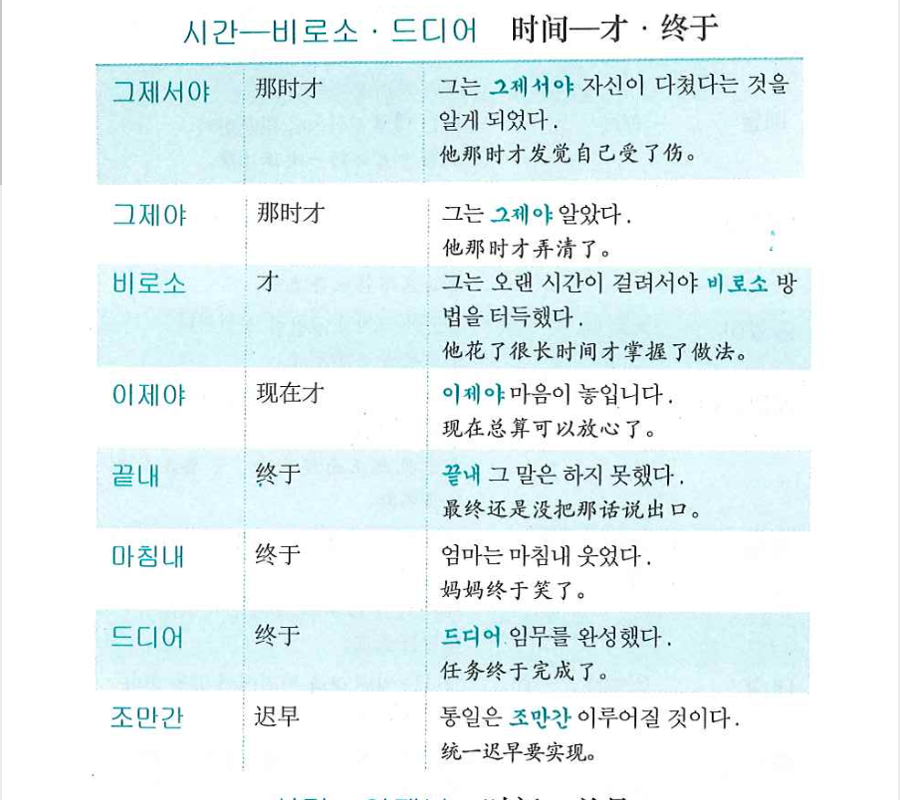 시간—비로소 · 드디어 时间—才 · 终于
그제서야 那时才 그는 그제서야 자신이 다쳤다는 것을
알게 되었다.
他那时才发觉自己受了伤。
그제야 那时才 그는 그제야 알았다.
他那时才弄清了。
비로소 才 그는 오랜 시간이 걸려서야 비로소 방
법을 터득했다.
他花了很长时间才掌握了做法。
이제야 现在才 이제야 마음이 놓입니다.
现在总算可以放心了。
끝내 终于 끝내 그 말은 하지 못했다.
最终还是没把那话说出口。
마침내 终于 엄마는 마침내 웃었다.
妈妈终于笑了。
드디어 终于 드디어 임무를 완성했다.
任务终于完成了。
조만간 迟早 통일은 조만간 이루어질 것이다.
统一迟早要实现。